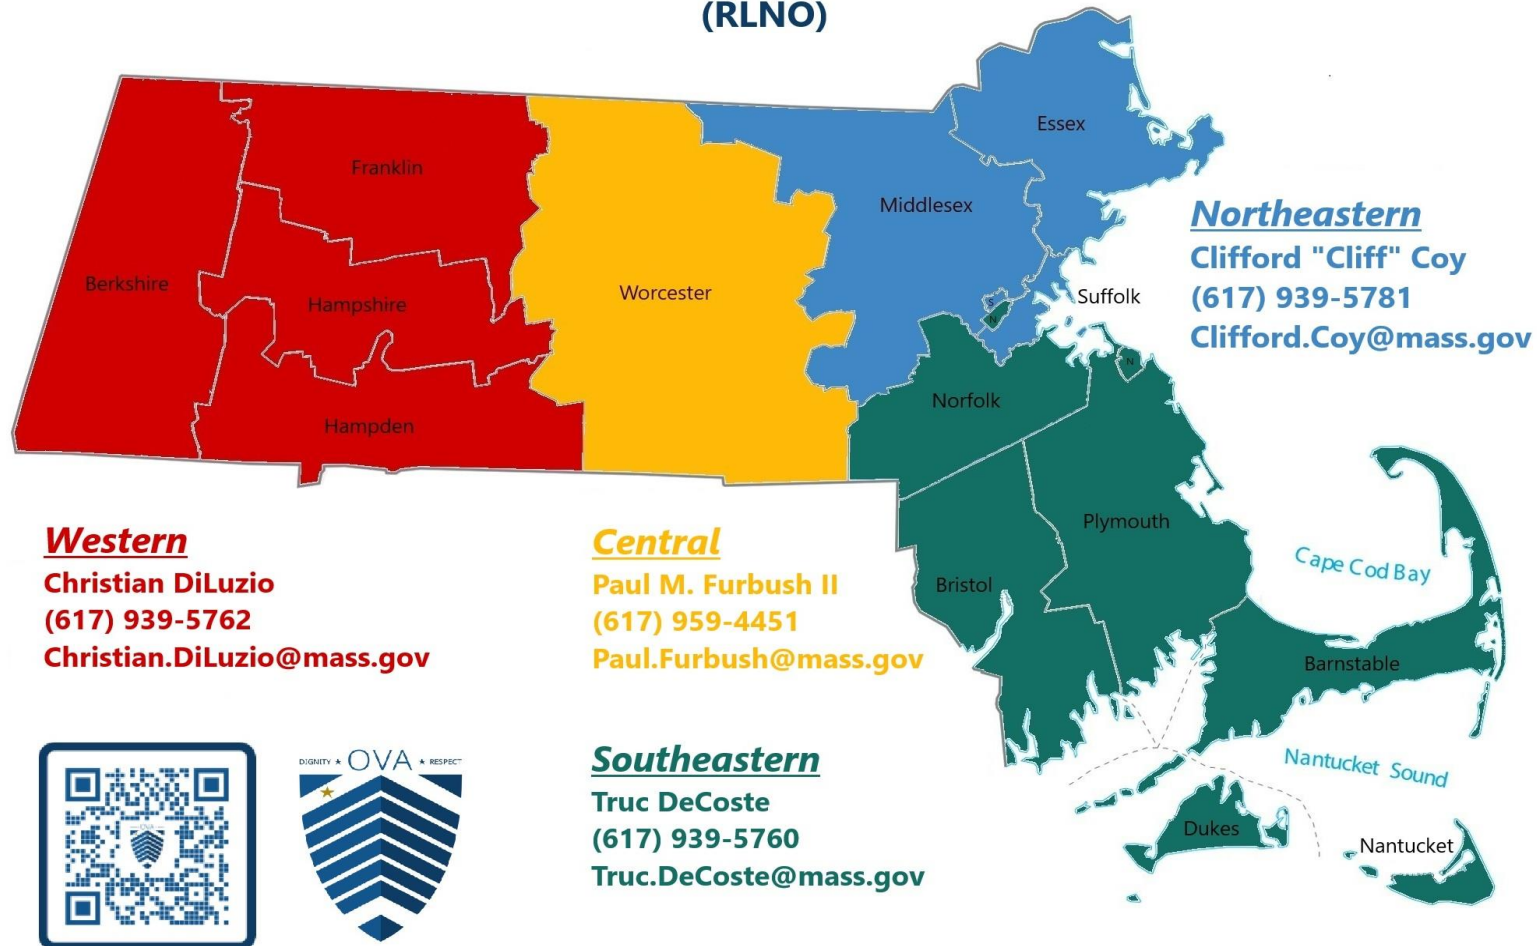 (RLNO)
Essex
Franklin
Middlesex
Northeastern
Clifford "Cliff" Coy
(617) 939-5781
Clifford.Coy@mass.gov
Berkshire
Hampshire
Worcester
Suffolk
S
N
N
Norfolk
Hampden
Plymouth
Cape Cod Bay
Bristol
Barnstable
Western
Christian DiLuzio
(617) 939-5762
Christian.DiLuzio@mass.gov
Central
Paul M. Furbush II
(617) 959-4451
Paul.Furbush@mass.gov
DIGNITY ★ OVA ★ RESPECT
Southeastern
Truc DeCoste
(617) 939-5760
Truc.DeCoste@mass.gov
Nantucket Sound
Dukes
Nantucket
OVA